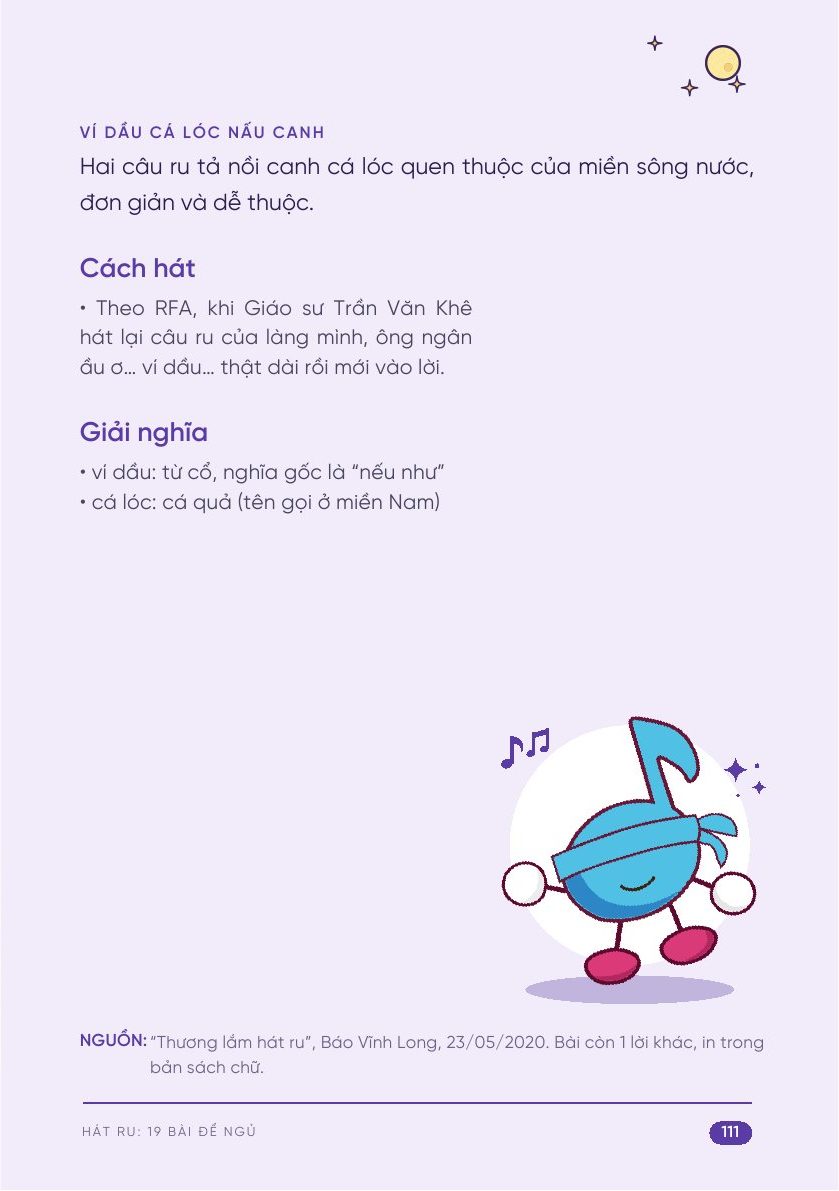 VÍ DẦU CÁ LÓC NẤU CANH
Hai câu ru tả nồi canh cá lóc quen thuộc của miền sông nước,
đơn giản và dễ thuộc.
Cách hát
• Theo RFA, khi Giáo sư Trần Văn Khê
hát lại câu ru của làng mình, ông ngân
ầu ơ... ví dầu... thật dài rồi mới vào lời.
Giải nghĩa
• ví dầu: từ cổ, nghĩa gốc là “nếu như”
• cá lóc: cá quả (tên gọi ở miền Nam)
NGUỒN: “Thương lắm hát ru”, Báo Vĩnh Long, 23/05/2020. Bài còn 1 lời khác, in trong
bản sách chữ.
HÁT RU: 19 BÀI ĐỂ NGỦ
111